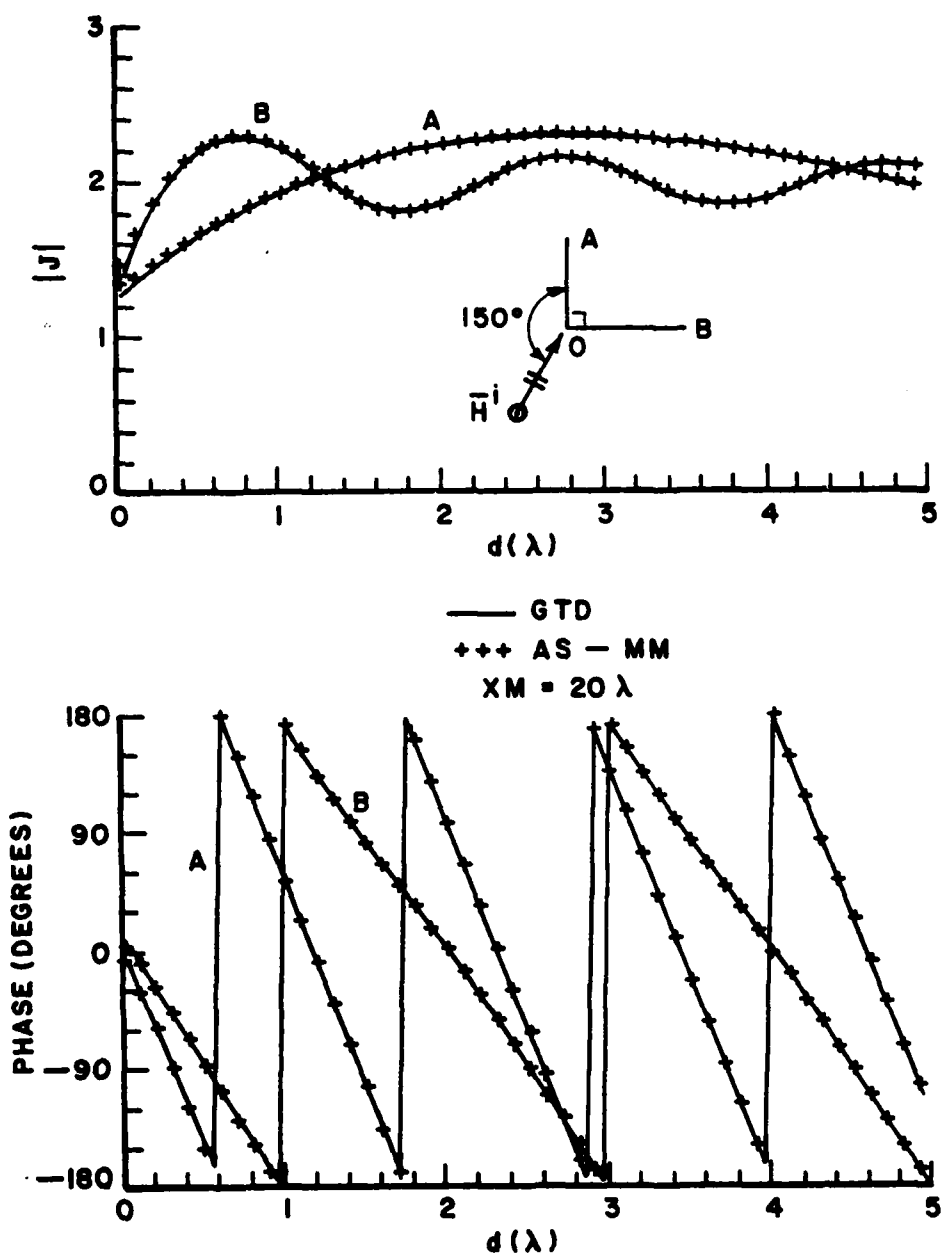 3
B
A
2
|J|
A
150°
B
O
1
H̄ⁱ
0
0 1 2 3 4 5
d(λ)
—— GTD
+++ AS – MM
XM = 20 λ
180
B
90
A
PHASE (DEGREES)
0
–90
–180
0 1 2 3 4 5
d(λ)